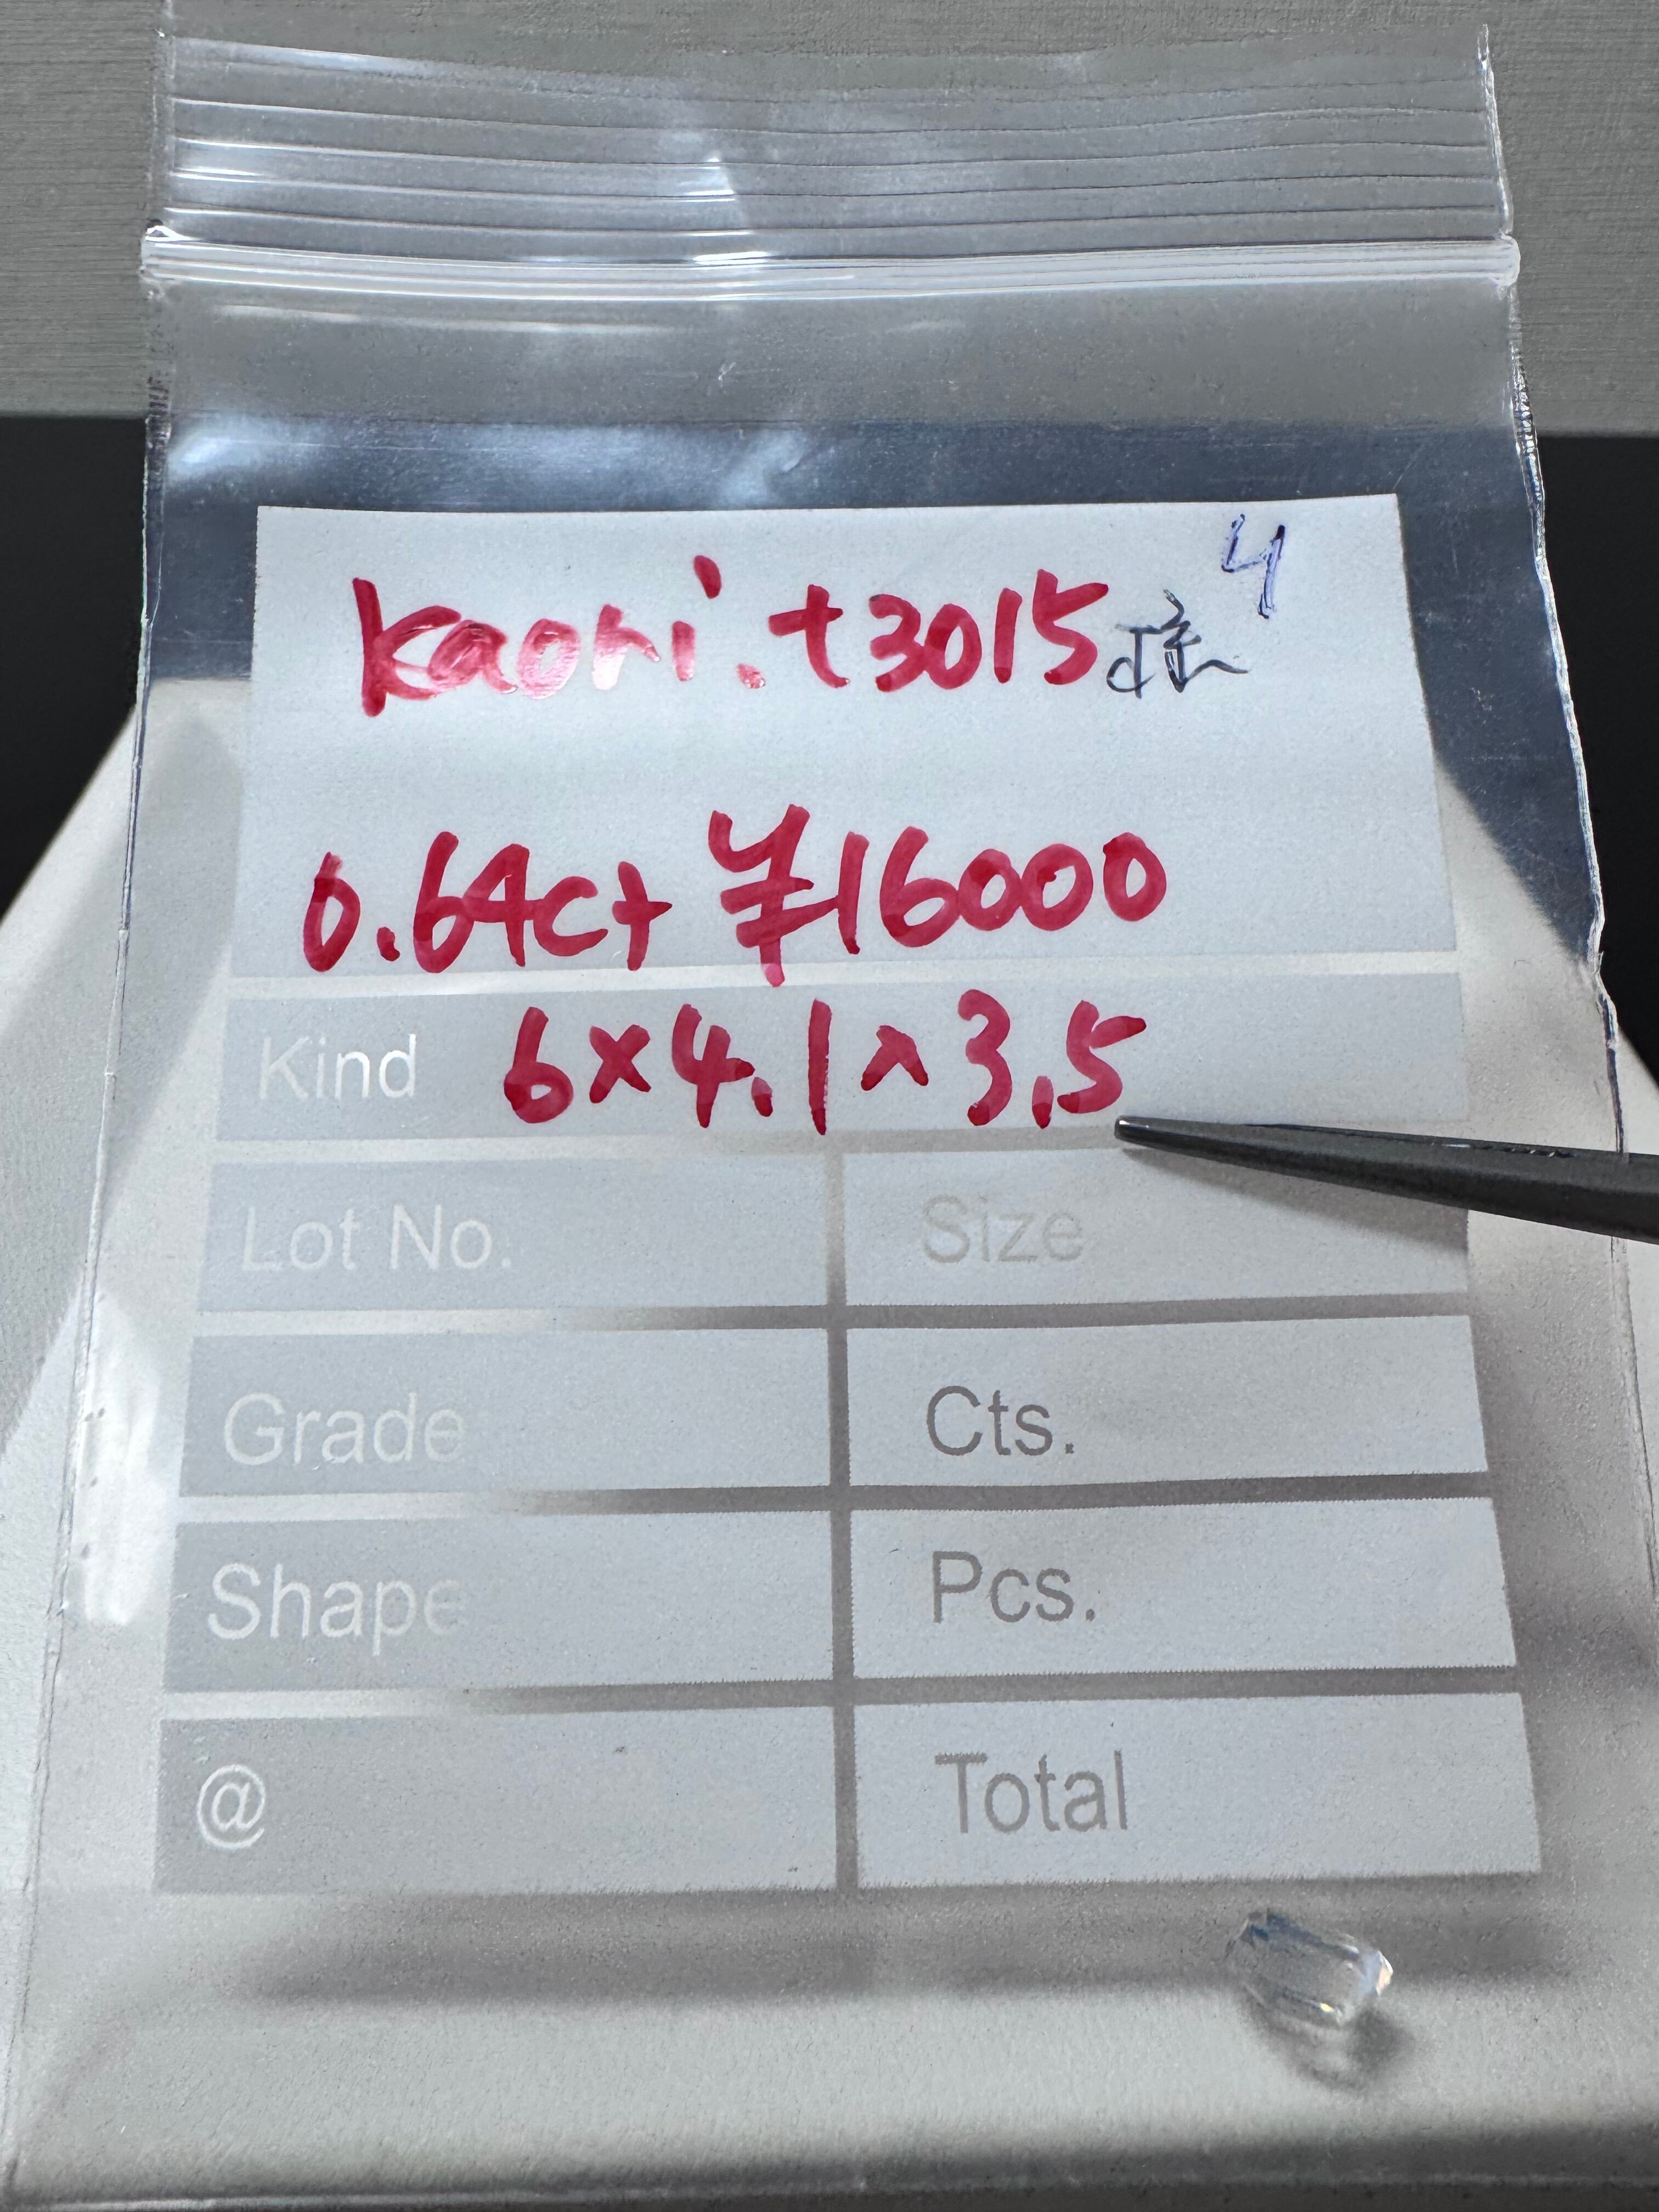 4
kaori.t3015様
0.64ct ¥16000
Kind 6×4.1×3.5
Lot No. Size
Grade Cts.
Shape Pcs.
@ Total